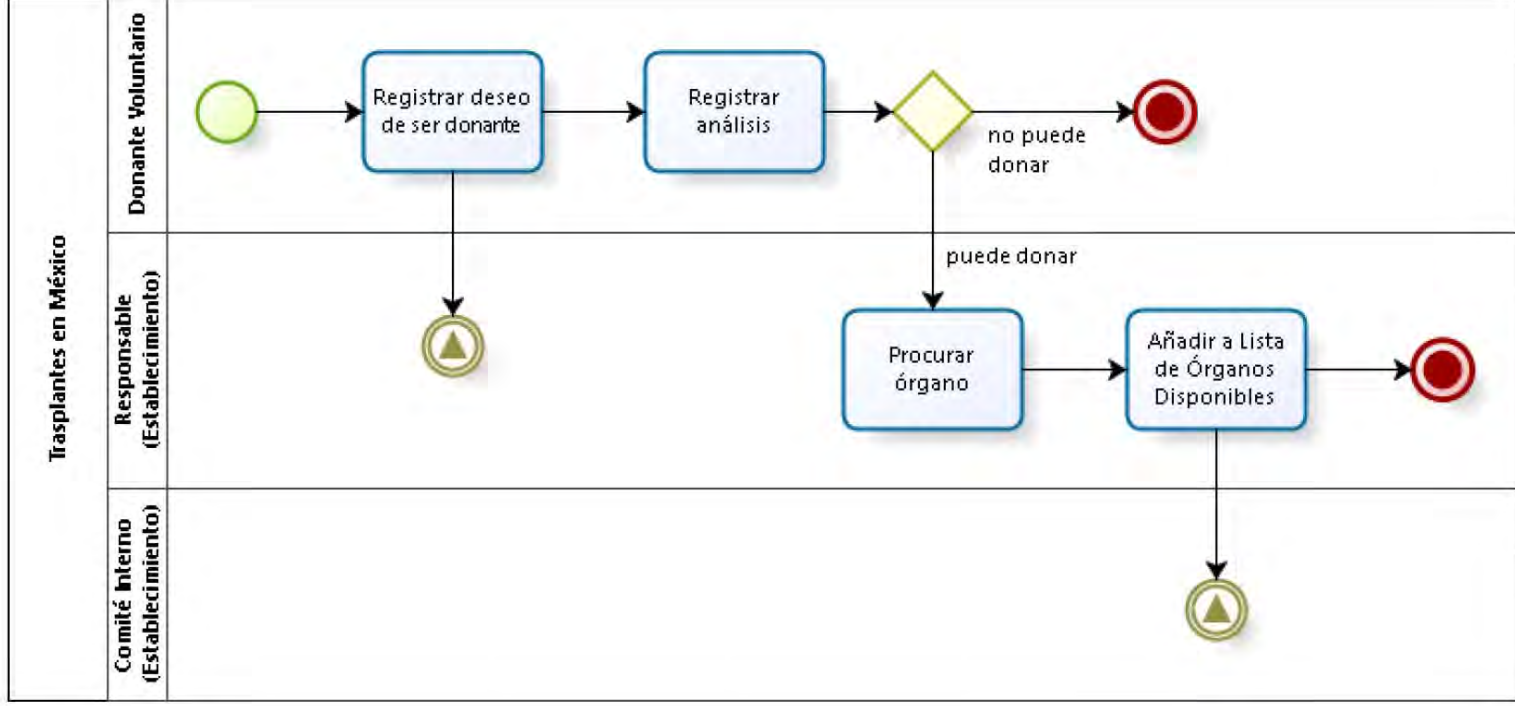 Trasplantes en México
Donante Voluntario
Registrar deseo
de ser donante
Registrar
análisis
no puede
donar
Responsable
(Establecimiento)
puede donar
Procurar
órgano
Añadir a Lista
de Órganos
Disponibles
Comité Interno
(Establecimiento)